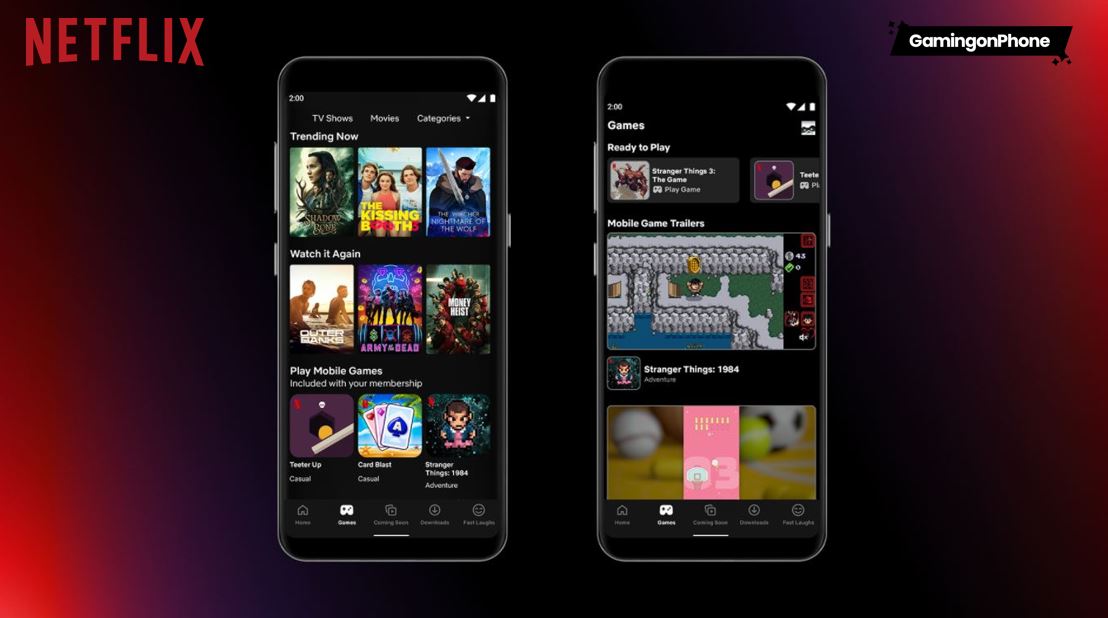 NETFLIX
GamingonPhone
2:00
TV Shows Movies Categories
Trending Now
SHADOW AND BONE
THE KISSING BOOTH 3
THE WITCHER
NIGHTMARE OF THE WOLF
Watch it Again
OUTER BANKS
ARMY OF THE DEAD
MONEY HEIST
Play Mobile Games
Included with your membership
N
A
Teeter Up
Casual
Card Blast
Casual
Stranger
Things: 1984
Adventure
Home Games Coming Soon Downloads Fast Laughs
2:00
Games
Ready to Play
Stranger Things 3:
The Game
Play Game
Teete
Pl
Mobile Game Trailers
43
0
Stranger Things: 1984
Adventure
03
Home Games Coming Soon Downloads Fast Laughs